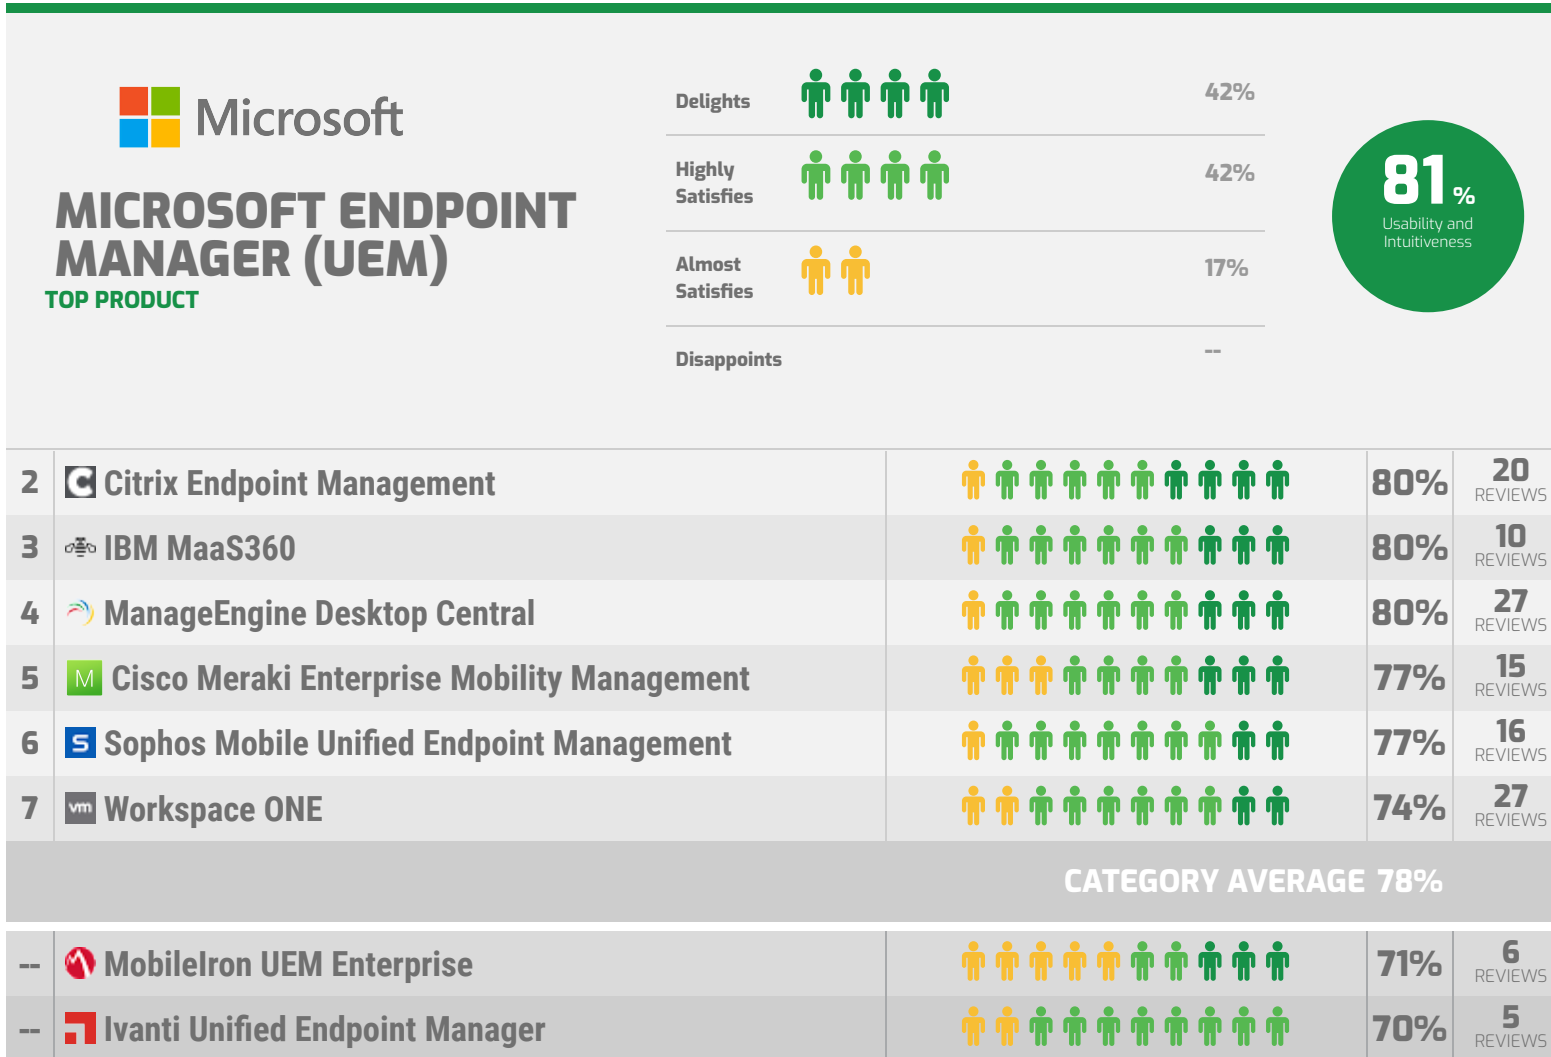 Microsoft
MICROSOFT ENDPOINT
MANAGER (UEM)
TOP PRODUCT
Delights 42%
Highly
Satisfies 42%
Almost
Satisfies 17%
Disappoints --
81%
Usability and
Intuitiveness
2 C Citrix Endpoint Management 80% 20
REVIEWS
3 IBM MaaS360 80% 10
REVIEWS
4 ManageEngine Desktop Central 80% 27
REVIEWS
5 M Cisco Meraki Enterprise Mobility Management 77% 15
REVIEWS
6 S Sophos Mobile Unified Endpoint Management 77% 16
REVIEWS
7 vm Workspace ONE 74% 27
REVIEWS
CATEGORY AVERAGE 78%
-- MobileIron UEM Enterprise 71% 6
REVIEWS
-- Ivanti Unified Endpoint Manager 70% 5
REVIEWS